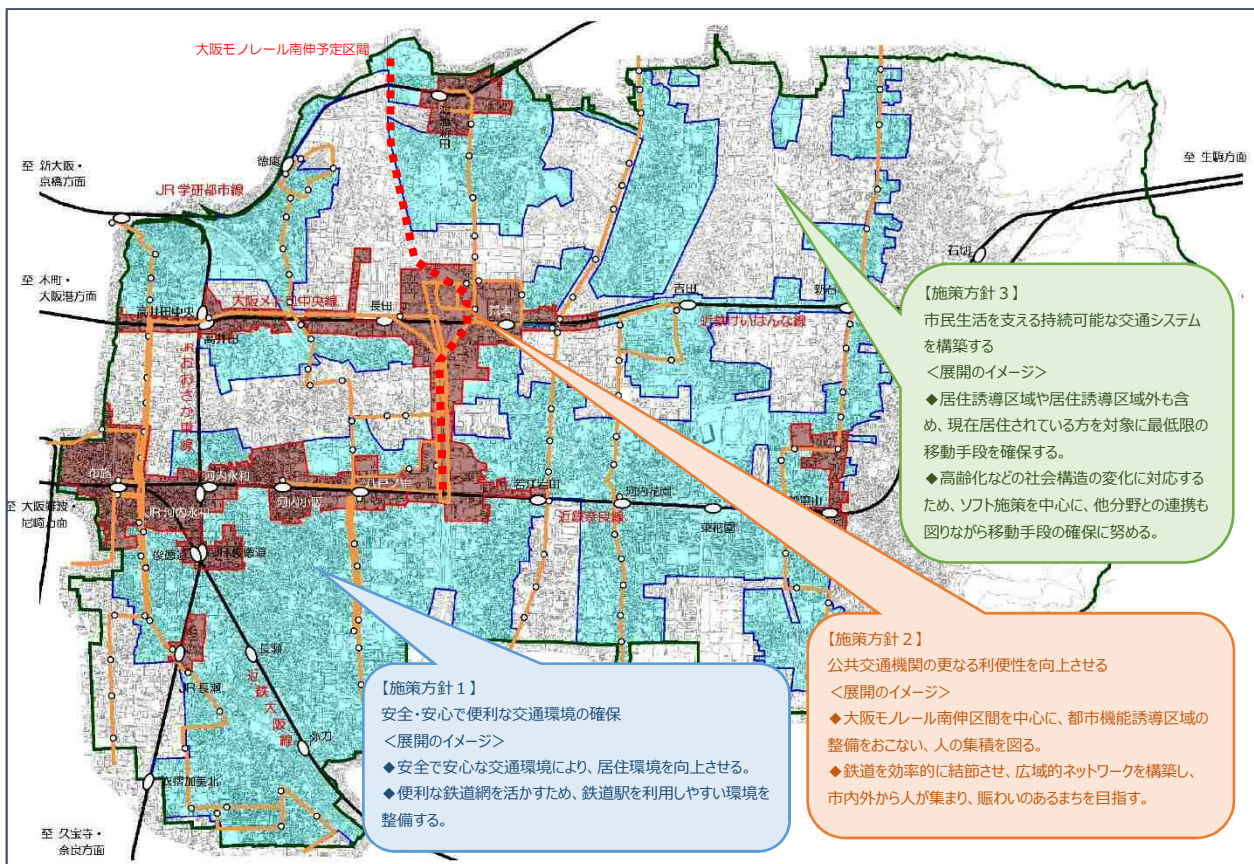 大阪モノレール南伸予定区間
至 新大阪・
京橋方面
JR学研都市線
徳庵
鴻池新田
至 生駒方面
石切
至 本町・
大阪港方面
高井田中央
大阪メトロ中央線
長田
荒本
吉田
新石
近鉄けいはんな線
高井田
JRおおさか東線
布施
河内永和
JR河内永和
河内小阪
八戸ノ里
若江岩田
河内花園
東花園
近鉄奈良線
至 大阪難波・
尼崎方面
俊徳道
JR俊徳道
長瀬
JR長瀬
近鉄大阪線
弥刀
衣摺加美北
至 久宝寺・
奈良方面
【施策方針3】
市民生活を支える持続可能な交通システム
を構築する
<展開のイメージ>
◆居住誘導区域や居住誘導区域外も含
め、現在居住されている方を対象に最低限の
移動手段を確保する。
◆高齢化などの社会構造の変化に対応する
ため、ソフト施策を中心に、他分野との連携も
図りながら移動手段の確保に努める。
【施策方針1】
安全・安心で便利な交通環境の確保
<展開のイメージ>
◆安全で安心な交通環境により、居住環境を向上させる。
◆便利な鉄道網を活かすため、鉄道駅を利用しやすい環境を
整備する。
【施策方針2】
公共交通機関の更なる利便性を向上させる
<展開のイメージ>
◆大阪モノレール南伸区間を中心に、都市機能誘導区域の
整備をおこない、人の集積を図る。
◆鉄道を効率的に結節させ、広域的ネットワークを構築し、
市内外から人が集まり、賑わいのあるまちを目指す。